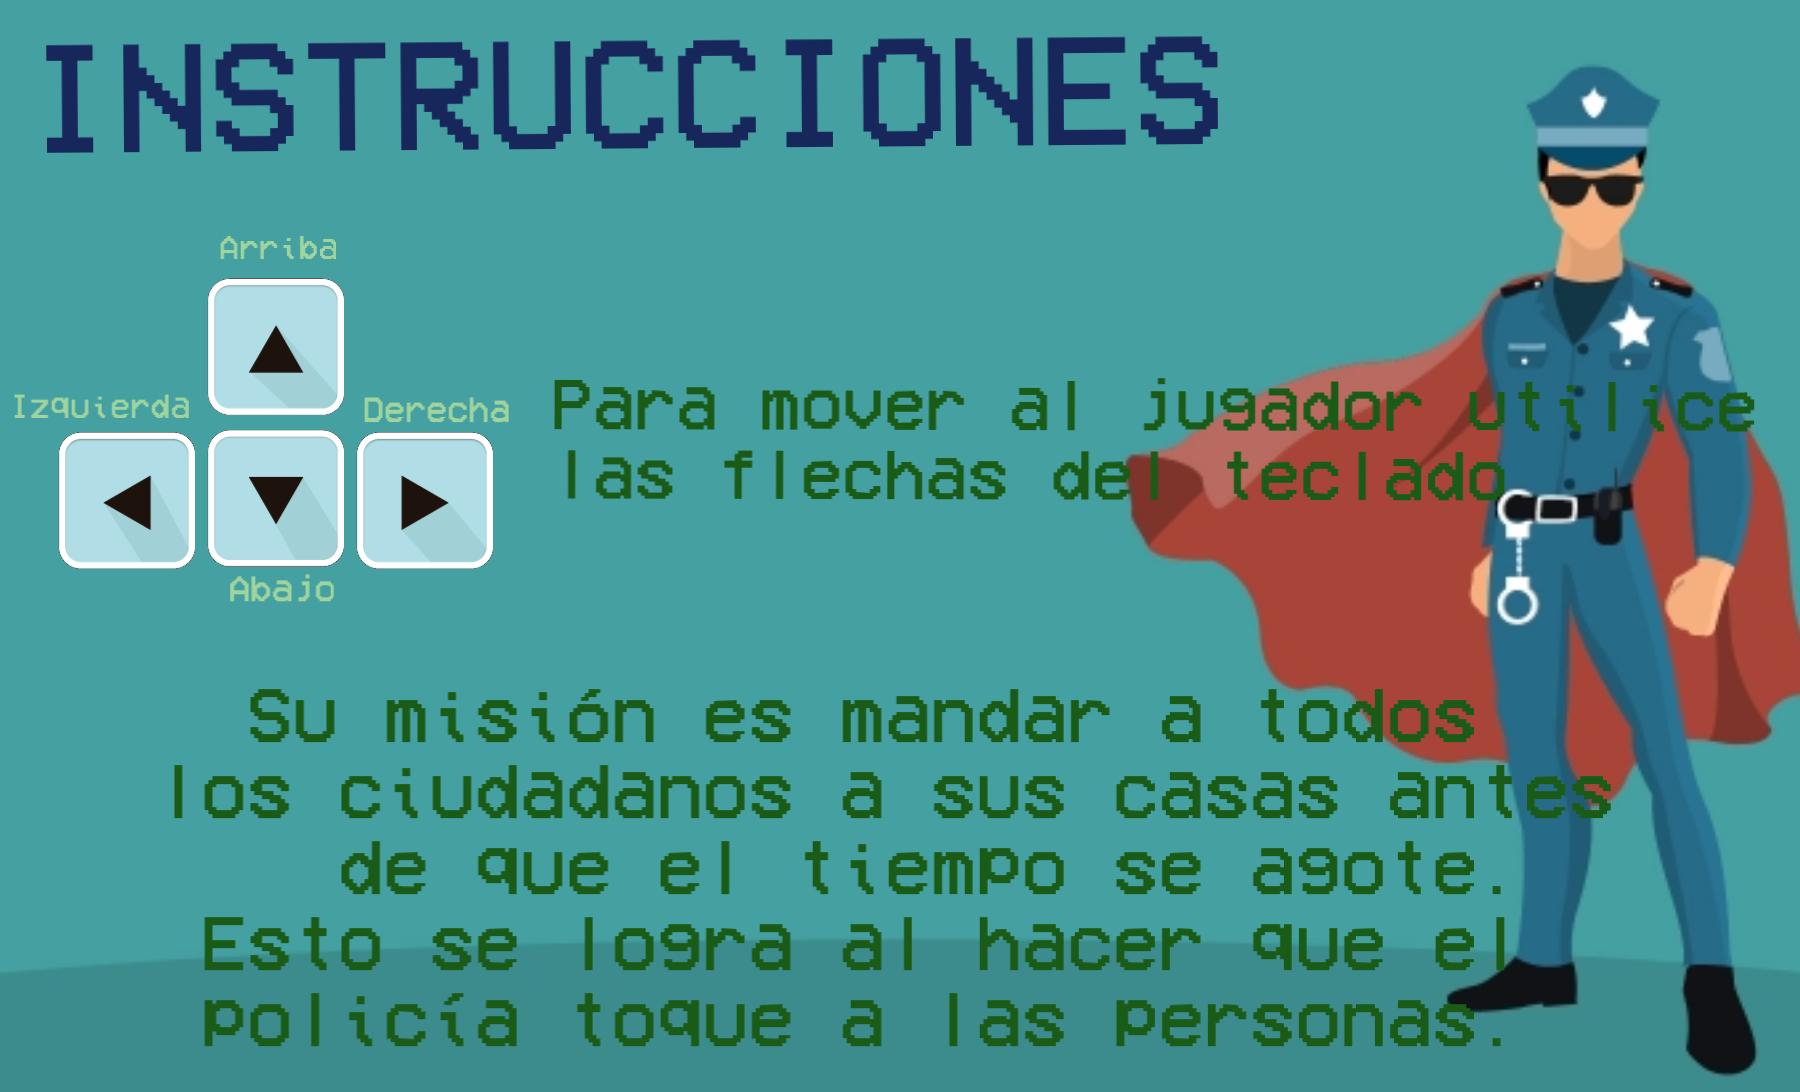 INSTRUCCIONES
Arriba
Izquierda
Derecha
Abajo
Para mover al jugador utilice
las flechas del teclado
Su misión es mandar a todos
los ciudadanos a sus casas antes
de que el tiempo se agote.
Esto se logra al hacer que el
policía toque a las personas.